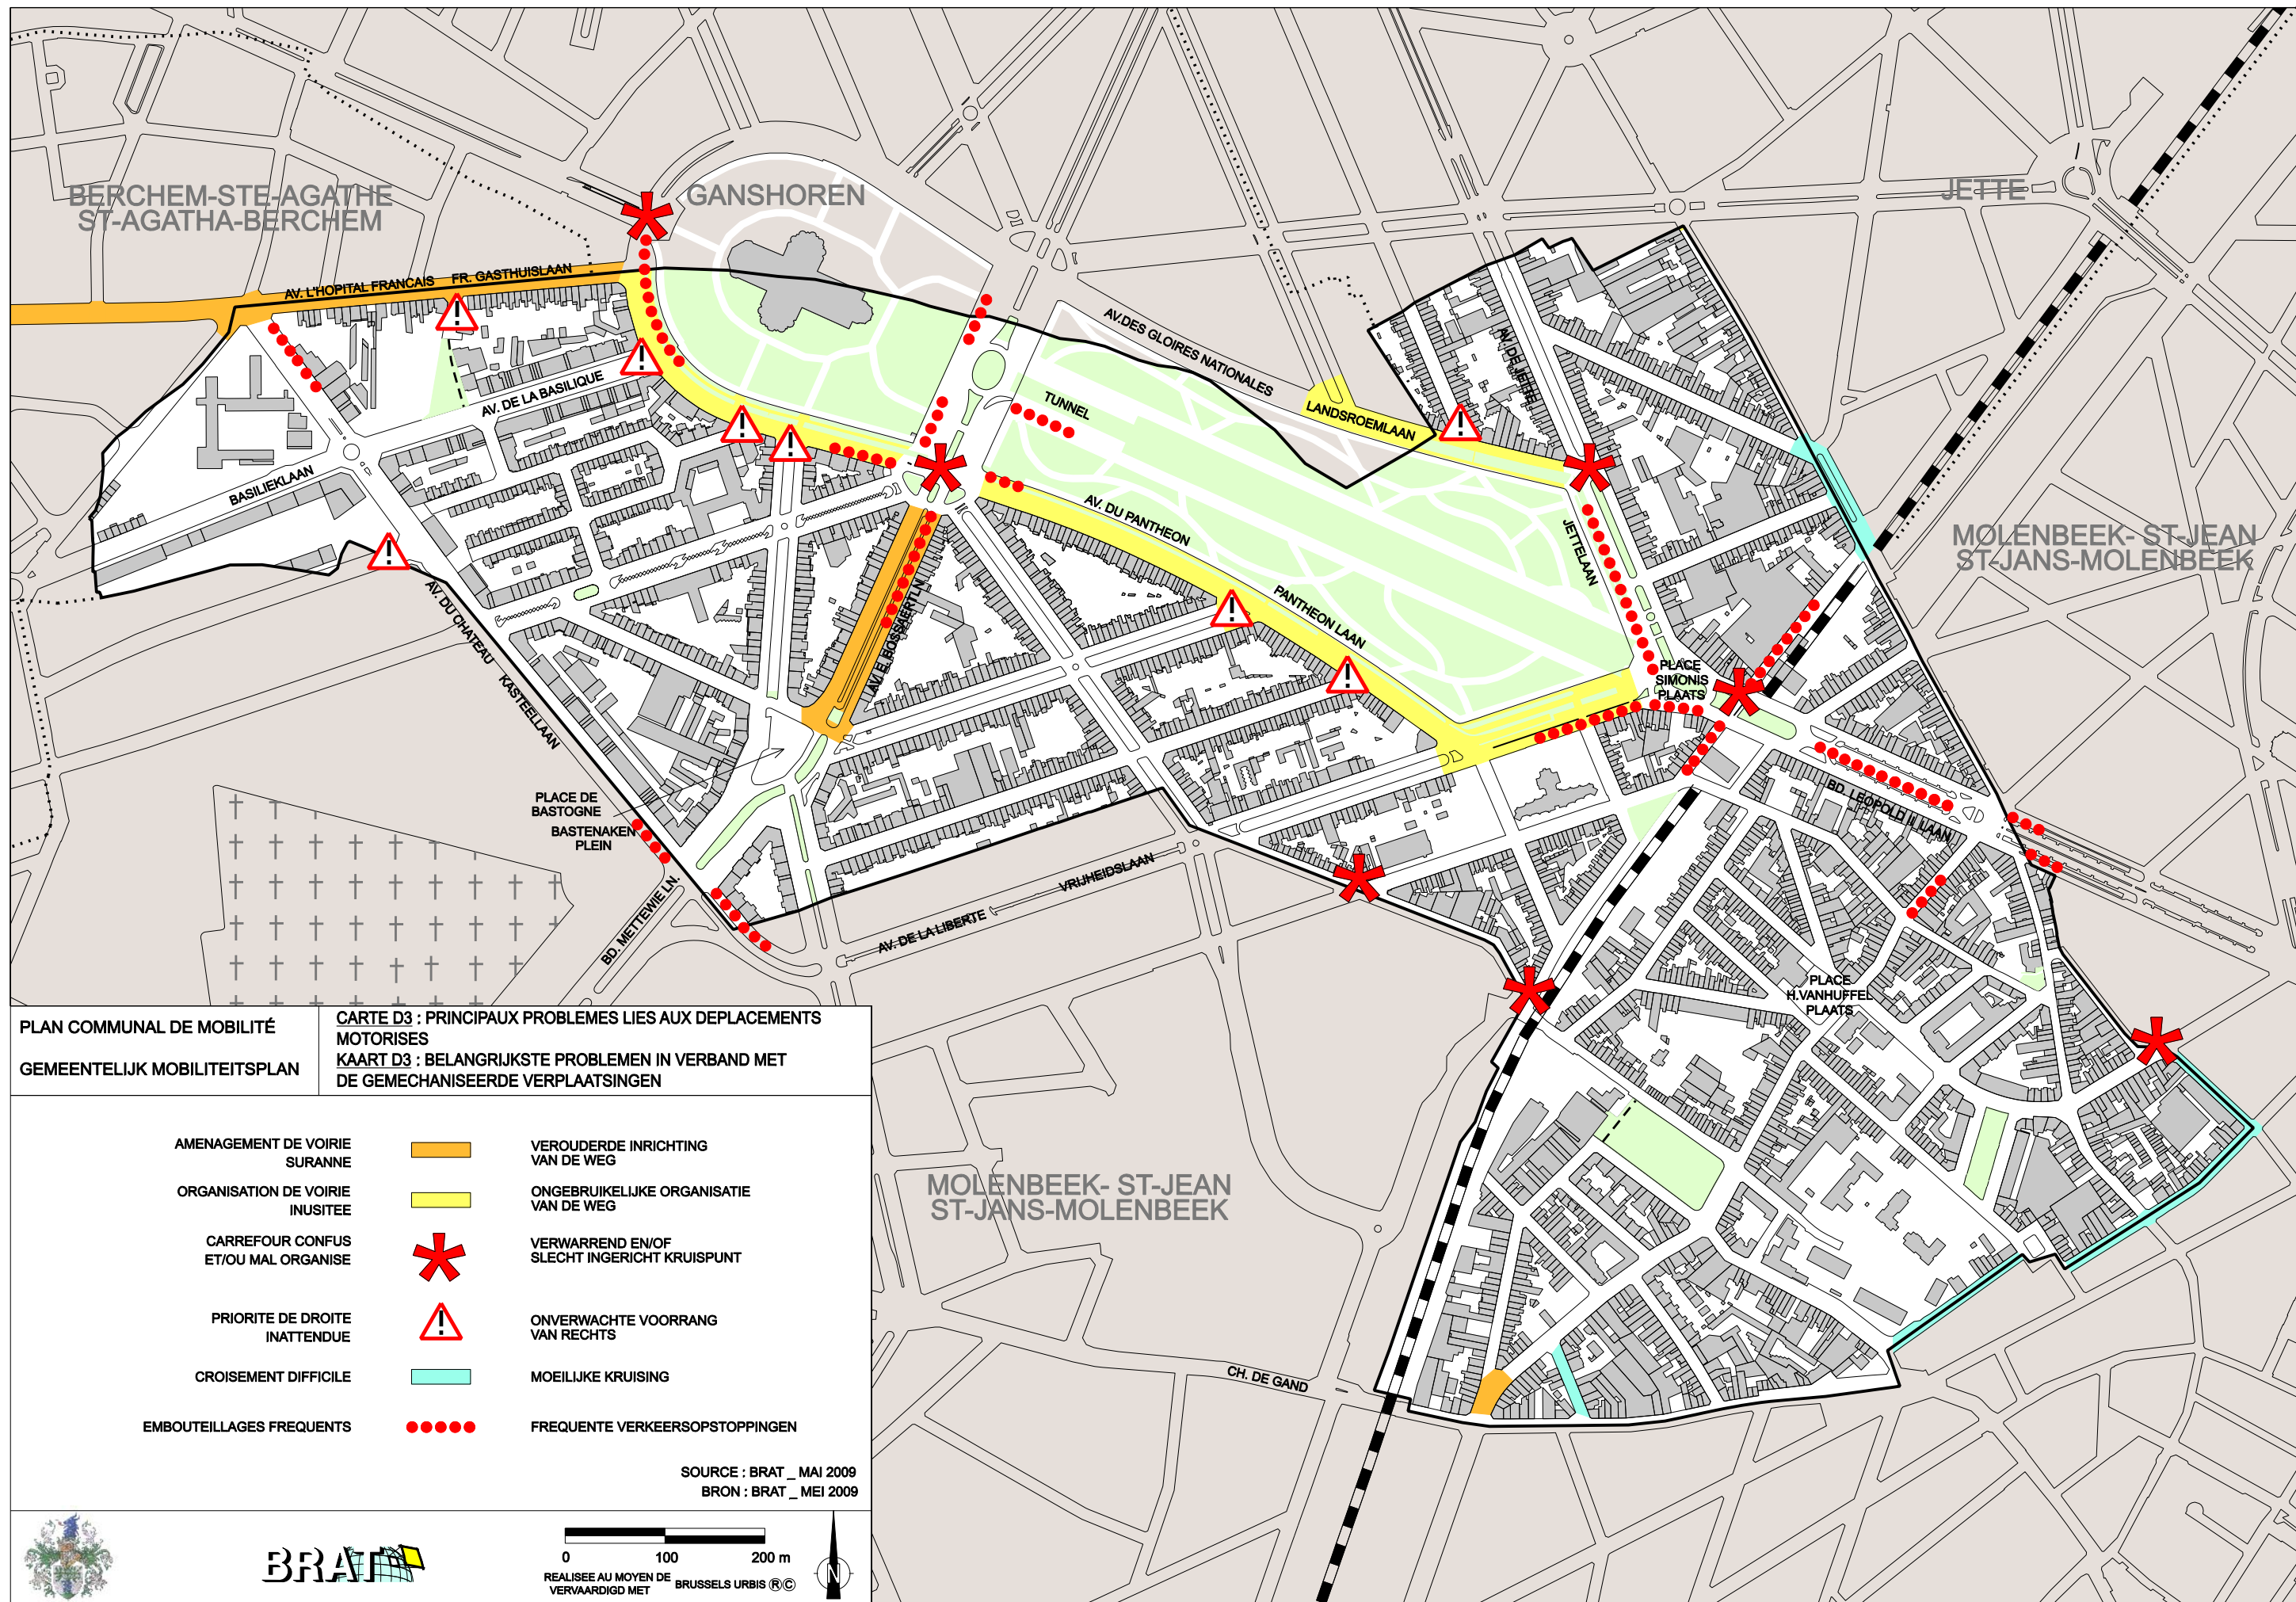 BERCHEM-STE-AGATHE
ST-AGATHA-BERCHEM
GANSHOREN
JETTE
AV. L'HOPITAL FRANCAIS FR. GASTHUISLAAN
AV.DES GLOIRES NATIONALES
AV. DE JETTE
AV. DE LA BASILIQUE
TUNNEL
LANDSROEMLAAN
BASILIEKLAAN
AV. DU PANTHEON
JETTELAAN
MOLENBEEK- ST-JEAN
ST-JANS-MOLENBEEK
AV. DU CHATEAU
KASTEELLAAN
AV. E. BOSSAERTLN
PANTHEON LAAN
PLACE
SIMONIS
PLAATS
PLACE DE
BASTOGNE
BASTENAKEN
PLEIN
BD. LEOPOLD II LAAN
BD. METTEWIE LN.
AV. DE LA LIBERTE
VRIJHEIDSLAAN
PLACE
H.VANHUFFEL
PLAATS
MOLENBEEK- ST-JEAN
ST-JANS-MOLENBEEK
CH. DE GAND
PLAN COMMUNAL DE MOBILITÉ
GEMEENTELIJK MOBILITEITSPLAN
CARTE D3 : PRINCIPAUX PROBLEMES LIES AUX DEPLACEMENTS
MOTORISES
KAART D3 : BELANGRIJKSTE PROBLEMEN IN VERBAND MET
DE GEMECHANISEERDE VERPLAATSINGEN
AMENAGEMENT DE VOIRIE
SURANNE
VEROUDERDE INRICHTING
VAN DE WEG
ORGANISATION DE VOIRIE
INUSITEE
ONGEBRUIKELIJKE ORGANISATIE
VAN DE WEG
CARREFOUR CONFUS
ET/OU MAL ORGANISE
VERWARREND EN/OF
SLECHT INGERICHT KRUISPUNT
PRIORITE DE DROITE
INATTENDUE
ONVERWACHTE VOORRANG
VAN RECHTS
CROISEMENT DIFFICILE
MOEILIJKE KRUISING
EMBOUTEILLAGES FREQUENTS
FREQUENTE VERKEERSOPSTOPPINGEN
SOURCE : BRAT _ MAI 2009
BRON : BRAT _ MEI 2009
BRAT
0 100 200 m
REALISEE AU MOYEN DE
VERVAARDIGD MET
BRUSSELS URBIS ®©
N